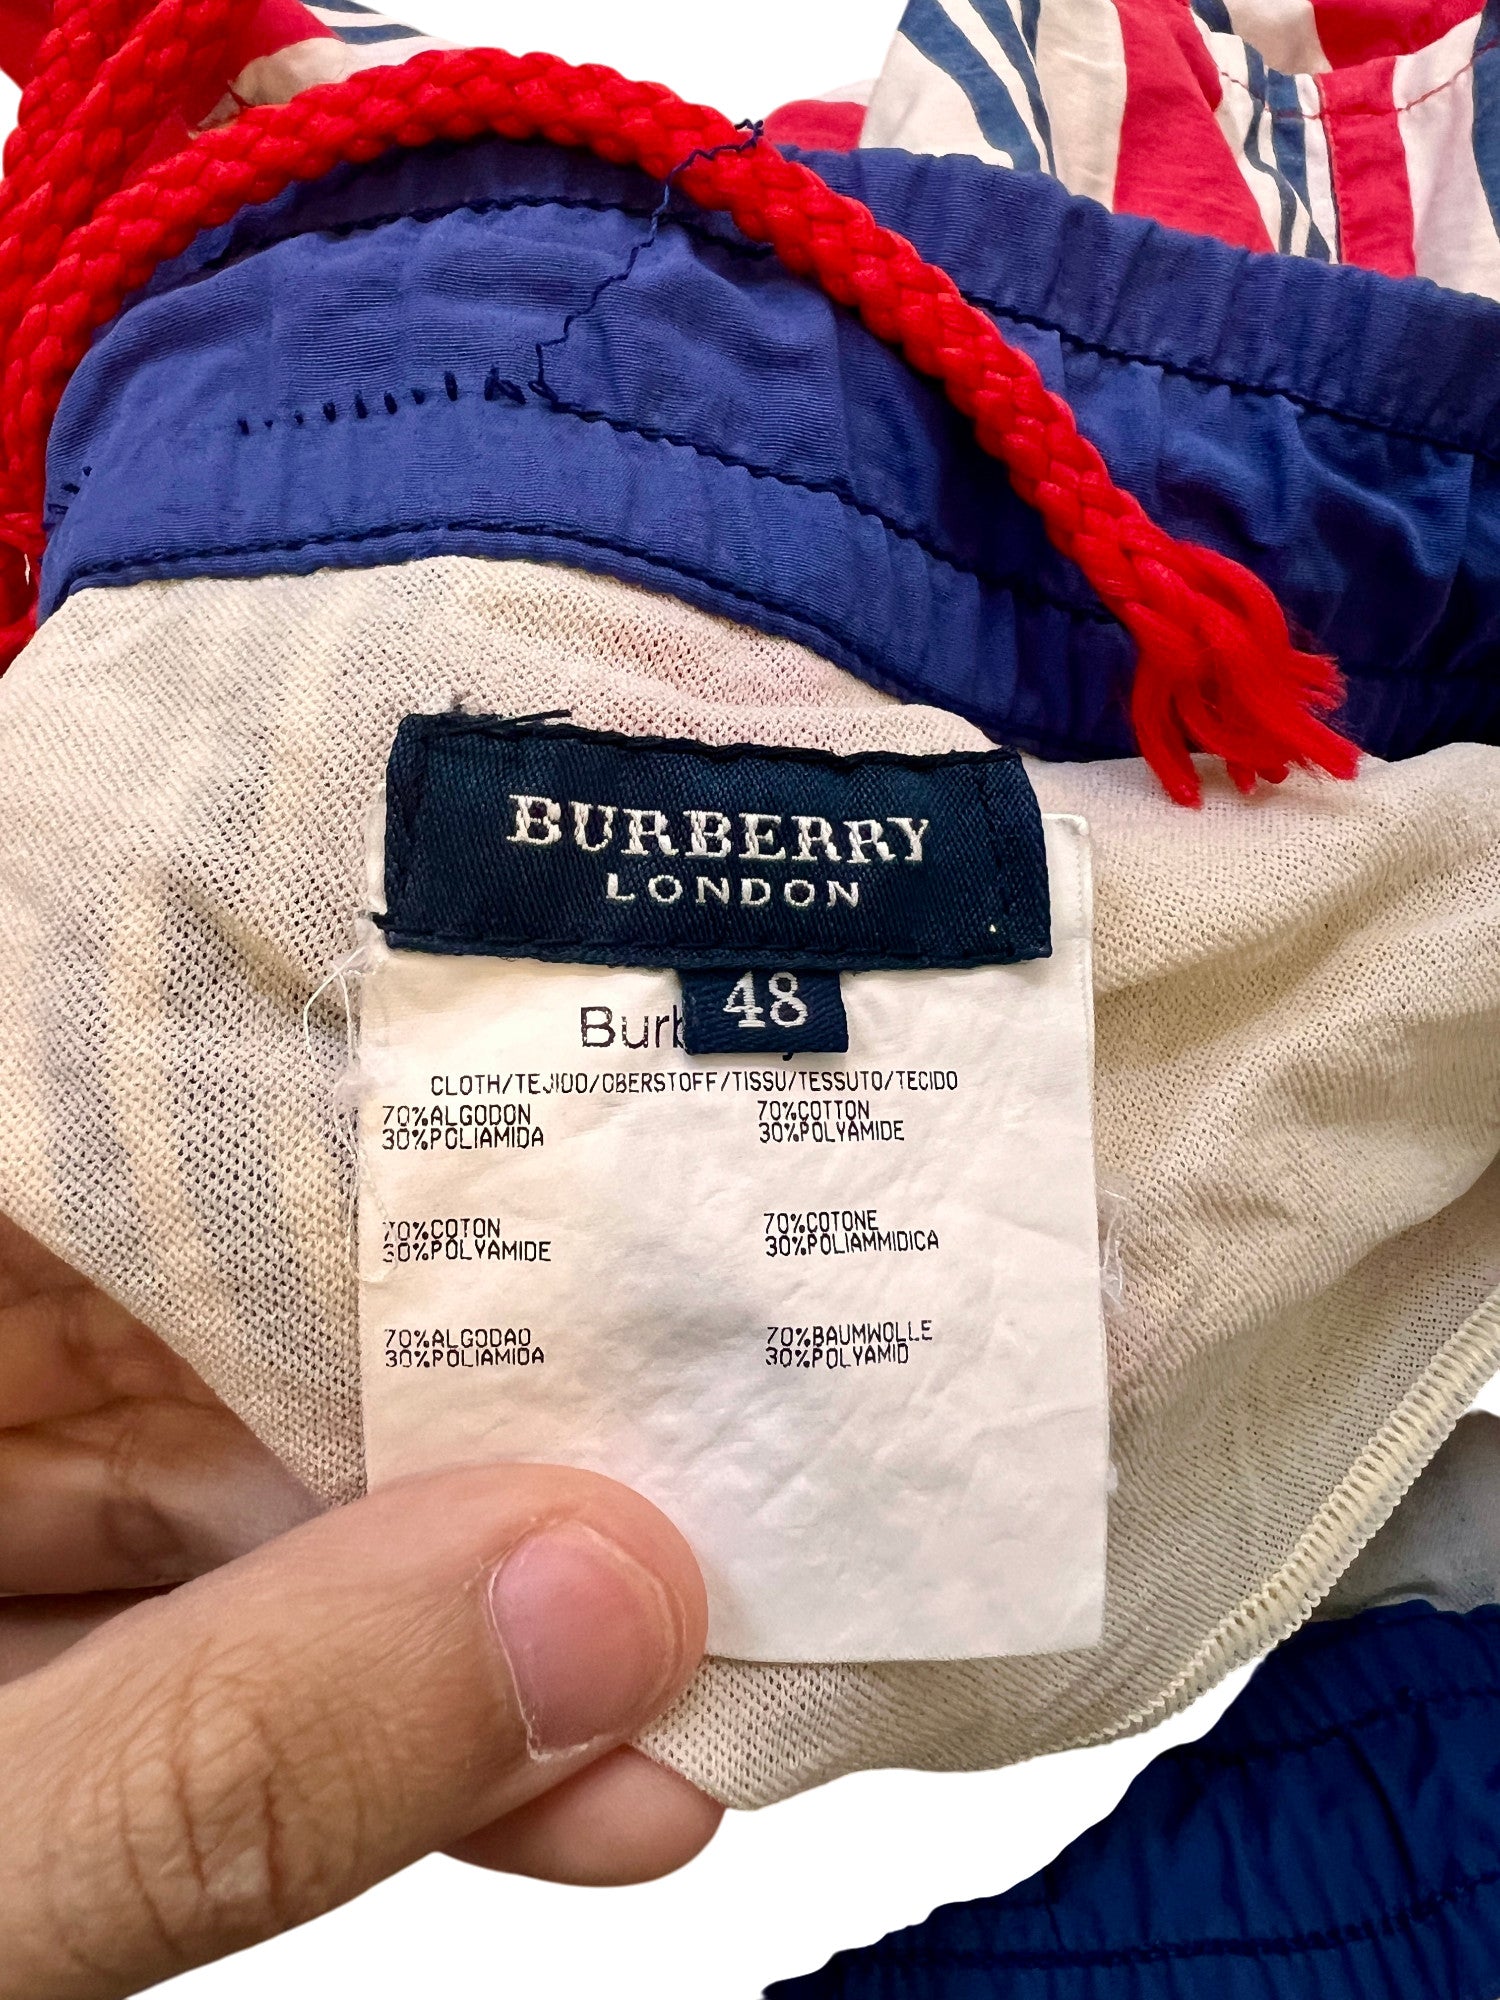 BURBERRY
LONDON
48
Bur
CLOTH/TEJIDO/OBERSTOFF/TISSU/TESSUTO/TECIDO
70%ALGODON
30%POLIAMIDA
70%COTTON
30%POLYAMIDE
70%COTON
30%POLYAMIDE
70%COTONE
30%POLIAMMIDICA
70%ALGODAO
30%POLIAMIDA
70%BAUMWOLLE
30%POLYAMID